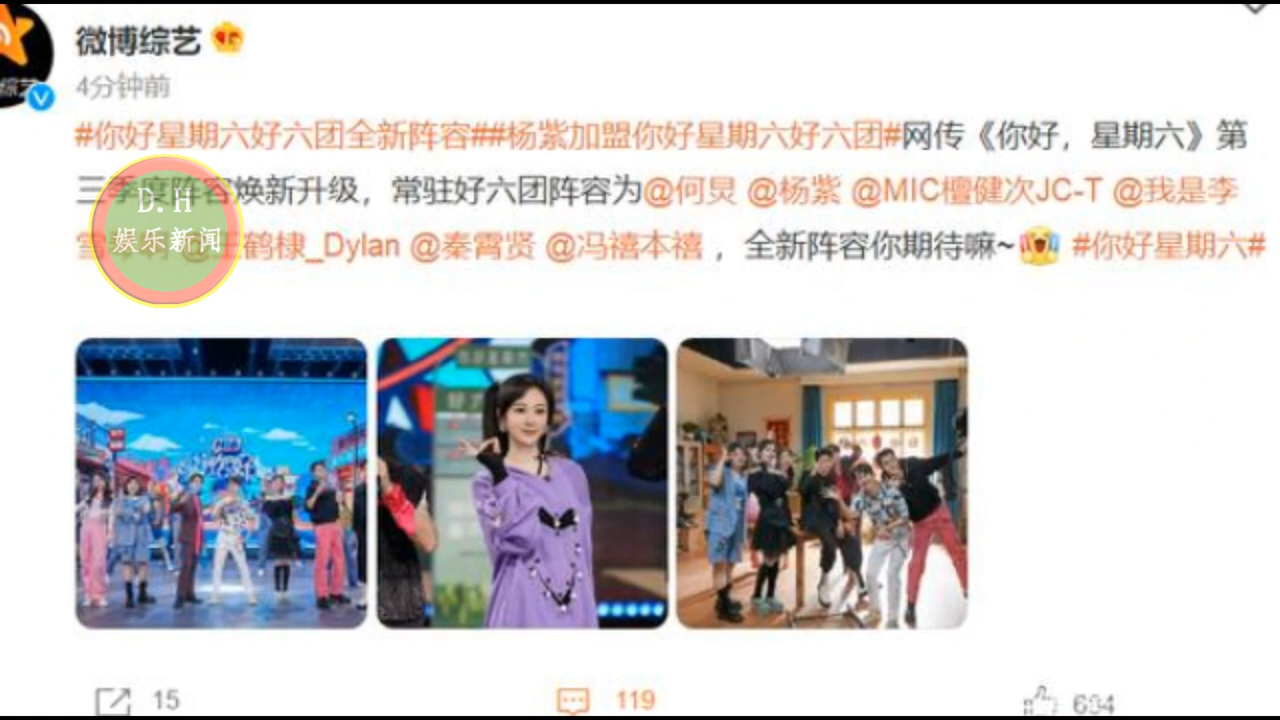 微博综艺
4分钟前
#你好星期六好六团全新阵容##杨紫加盟你好星期六好六团#网传《你好，星期六》第
三季度阵容焕新升级，常驻好六团阵容为@何炅 @杨紫 @MIC檀健次JC-T @我是李
鹤棣_Dylan @秦霄贤 @冯禧本禧 ，全新阵容你期待嘛~ #你好星期六#
D.H
娱乐新闻
15
119
694